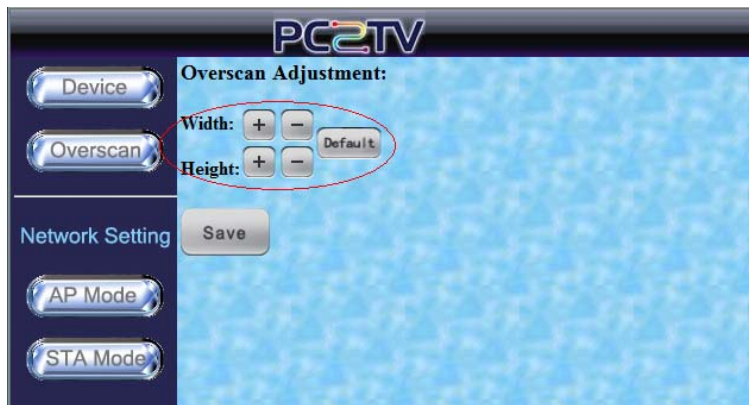 PC2TV
Device
Overscan
Network Setting
AP Mode
STA Mode
Overscan Adjustment:
Width: + -
Default
Height: + -
Save